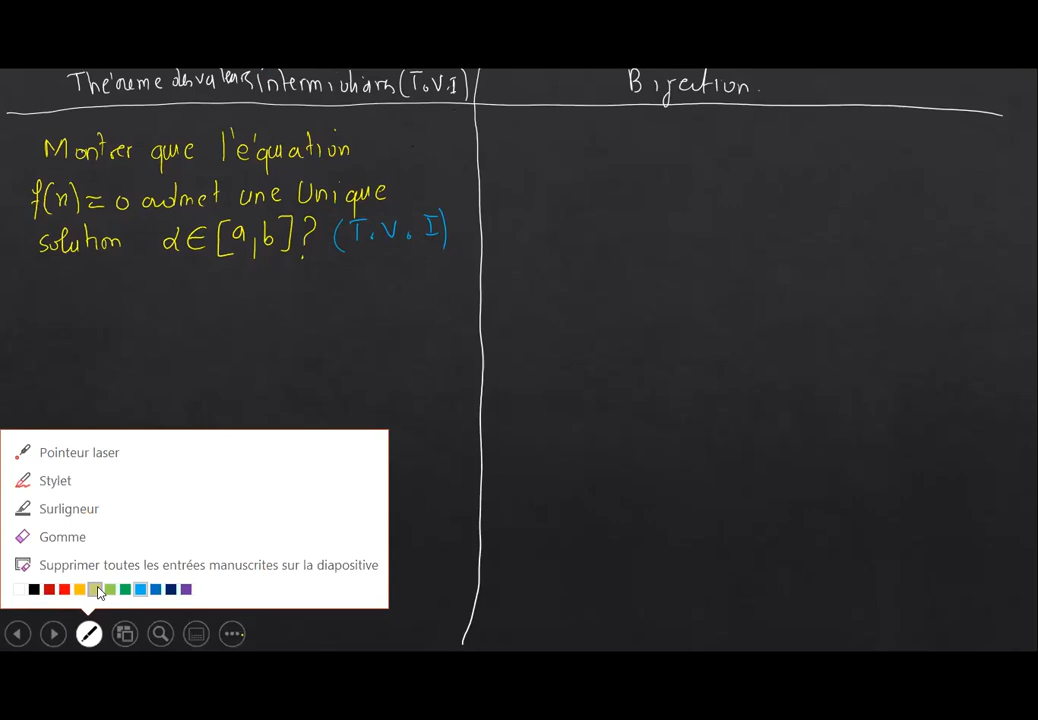 Théorème des valeurs intermidiairs (T.V.I)
Bijection.
Montrer que l'équation
f(x) = 0 admet une Unique
solution α ∈ [a, b] ? (T.V.I)
Pointeur laser
Stylet
Surligneur
Gomme
Supprimer toutes les entrées manuscrites sur la diapositive